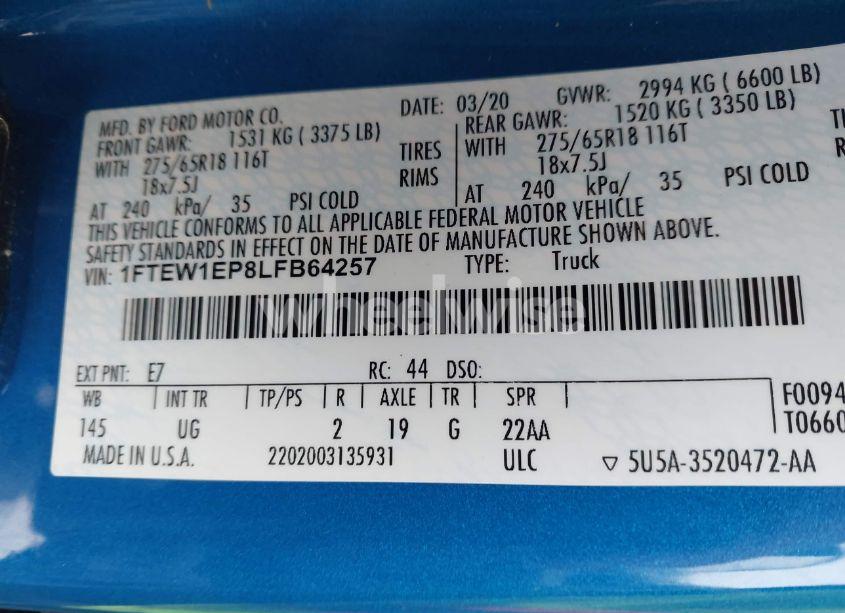 MFD. BY FORD MOTOR CO.
DATE: 03/20 GVWR: 2994 KG ( 6600 LB)
FRONT GAWR: 1531 KG ( 3375 LB)
REAR GAWR: 1520 KG ( 3350 LB)
WITH 275/65R18 116T TIRES
WITH 275/65R18 116T
18x7.5J RIMS
18x7.5J
AT 240 kPa/ 35 PSI COLD
AT 240 kPa/ 35 PSI COLD
THIS VEHICLE CONFORMS TO ALL APPLICABLE FEDERAL MOTOR VEHICLE
SAFETY STANDARDS IN EFFECT ON THE DATE OF MANUFACTURE SHOWN ABOVE.
VIN: 1FTEW1EP8LFB64257 TYPE: Truck
wheelwise
EXT PNT: E7 RC: 44 DSO:
WB INT TR TP/PS R AXLE TR SPR
145 UG 2 19 G 22AA
F0094
T0660
MADE IN U.S.A. 2202003135931 ULC ▽ 5U5A-3520472-AA